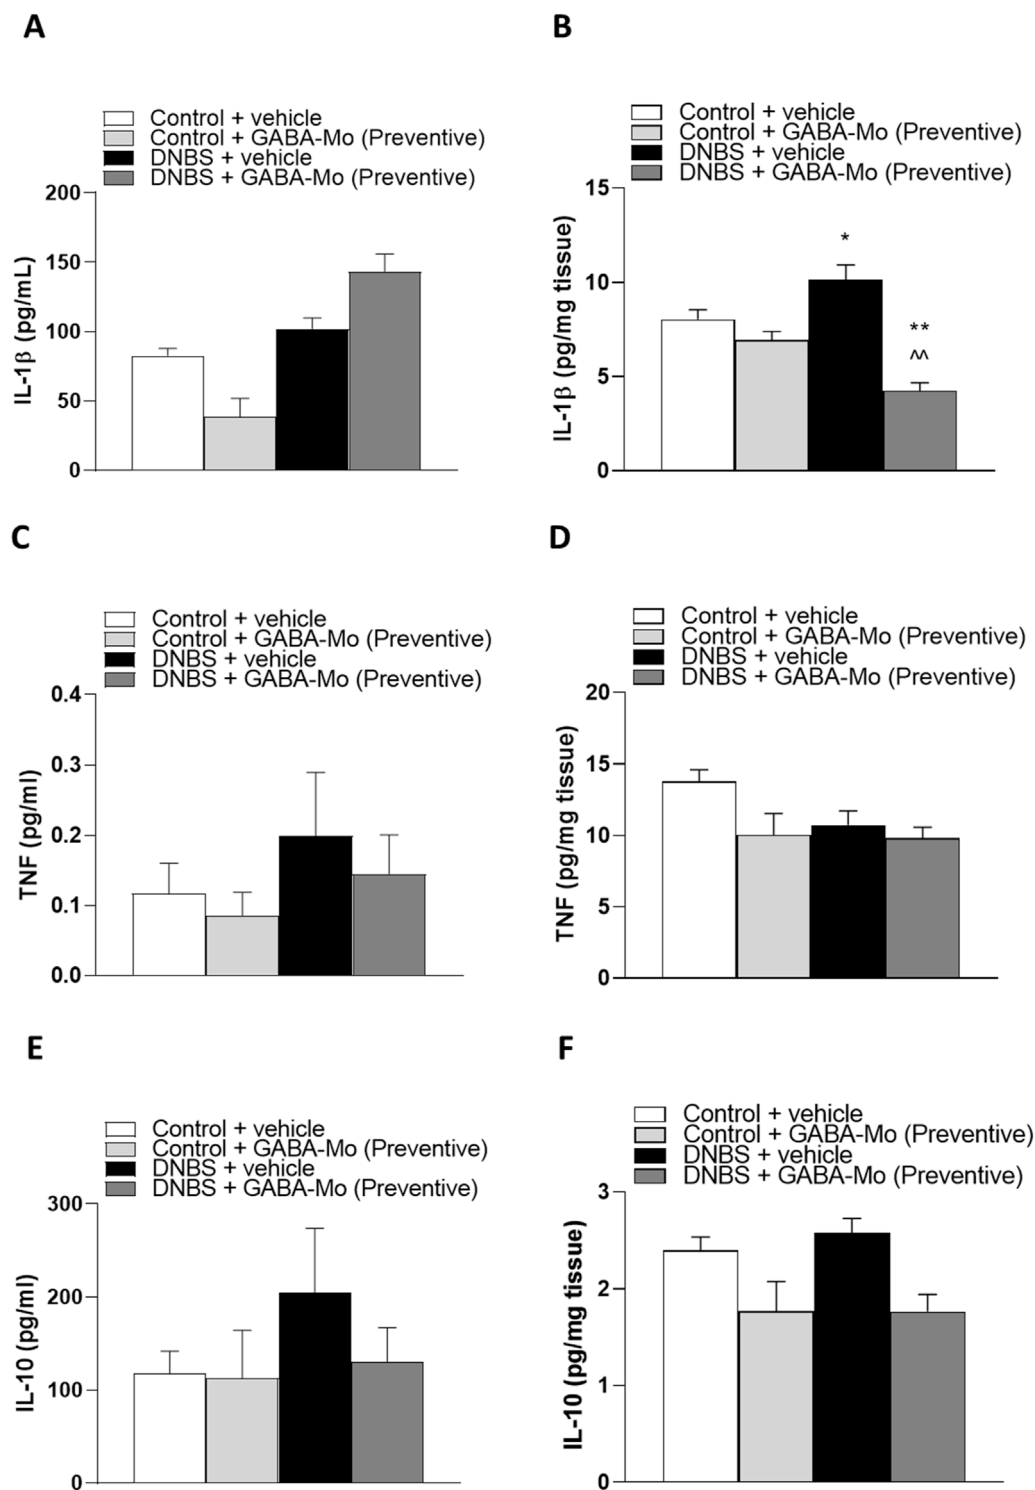 A
Control + vehicle
Control + GABA-Mo (Preventive)
DNBS + vehicle
DNBS + GABA-Mo (Preventive)
IL-1β (pg/mL)
200
150
100
50
0
B
Control + vehicle
Control + GABA-Mo (Preventive)
DNBS + vehicle
DNBS + GABA-Mo (Preventive)
IL-1β (pg/mg tissue)
15
10
5
0
*
**
^^
C
Control + vehicle
Control + GABA-Mo (Preventive)
DNBS + vehicle
DNBS + GABA-Mo (Preventive)
TNF (pg/ml)
0.4
0.3
0.2
0.1
0.0
D
Control + vehicle
Control + GABA-Mo (Preventive)
DNBS + vehicle
DNBS + GABA-Mo (Preventive)
TNF (pg/mg tissue)
20
15
10
5
0
E
Control + vehicle
Control + GABA-Mo (Preventive)
DNBS + vehicle
DNBS + GABA-Mo (Preventive)
IL-10 (pg/ml)
300
200
100
0
F
Control + vehicle
Control + GABA-Mo (Preventive)
DNBS + vehicle
DNBS + GABA-Mo (Preventive)
IL-10 (pg/mg tissue)
3
2
1
0